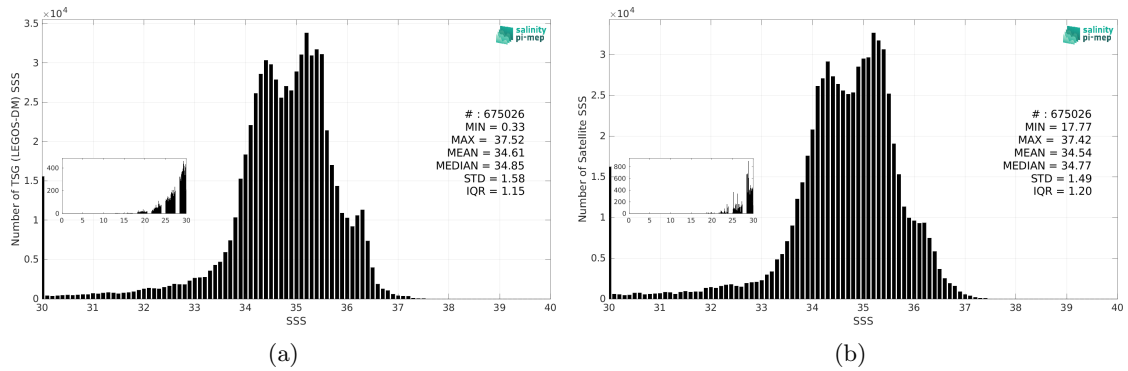 ×10^4
3.5
3
2.5
2
1.5
1
0.5
0
Number of TSG (LEGOS-DM) SSS
salinity
pi-mep
# : 675026
MIN = 0.33
MAX = 37.52
MEAN = 34.61
MEDIAN = 34.85
STD = 1.58
IQR = 1.15
400
200
0
0 5 10 15 20 25 30
30 31 32 33 34 35 36 37 38 39 40
SSS
(a)
×10^4
3
2.5
2
1.5
1
0.5
0
Number of Satellite SSS
salinity
pi-mep
# : 675026
MIN = 17.77
MAX = 37.42
MEAN = 34.54
MEDIAN = 34.77
STD = 1.49
IQR = 1.20
800
600
400
200
0
0 5 10 15 20 25 30
30 31 32 33 34 35 36 37 38 39 40
SSS
(b)